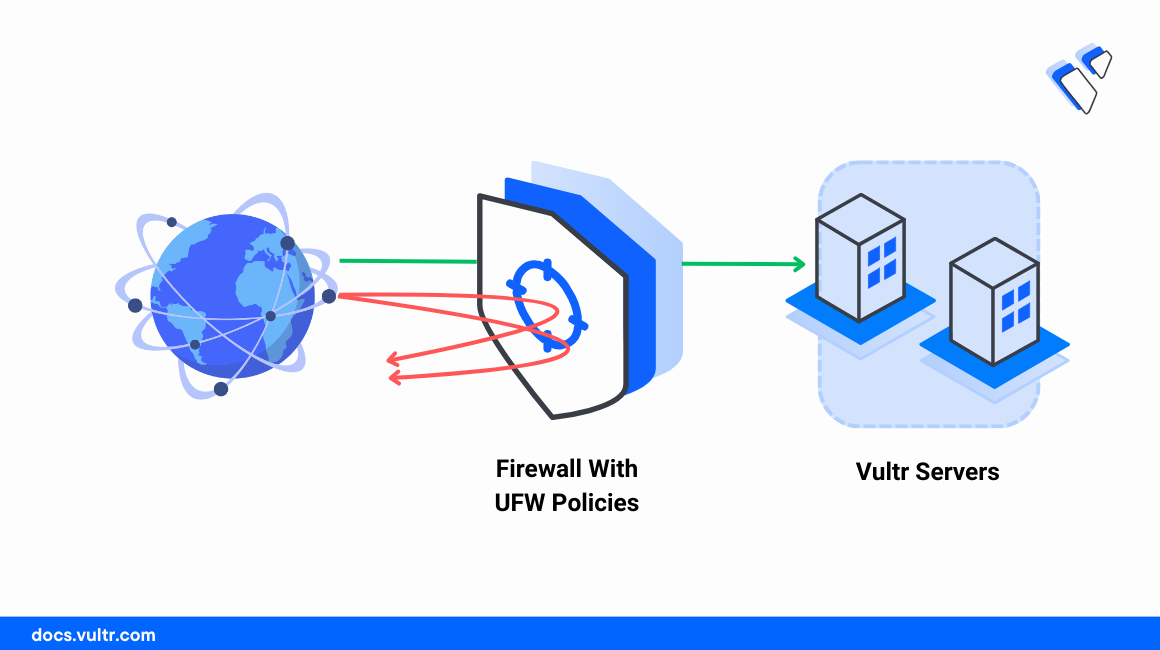 Firewall With
UFW Policies
Vultr Servers
docs.vultr.com